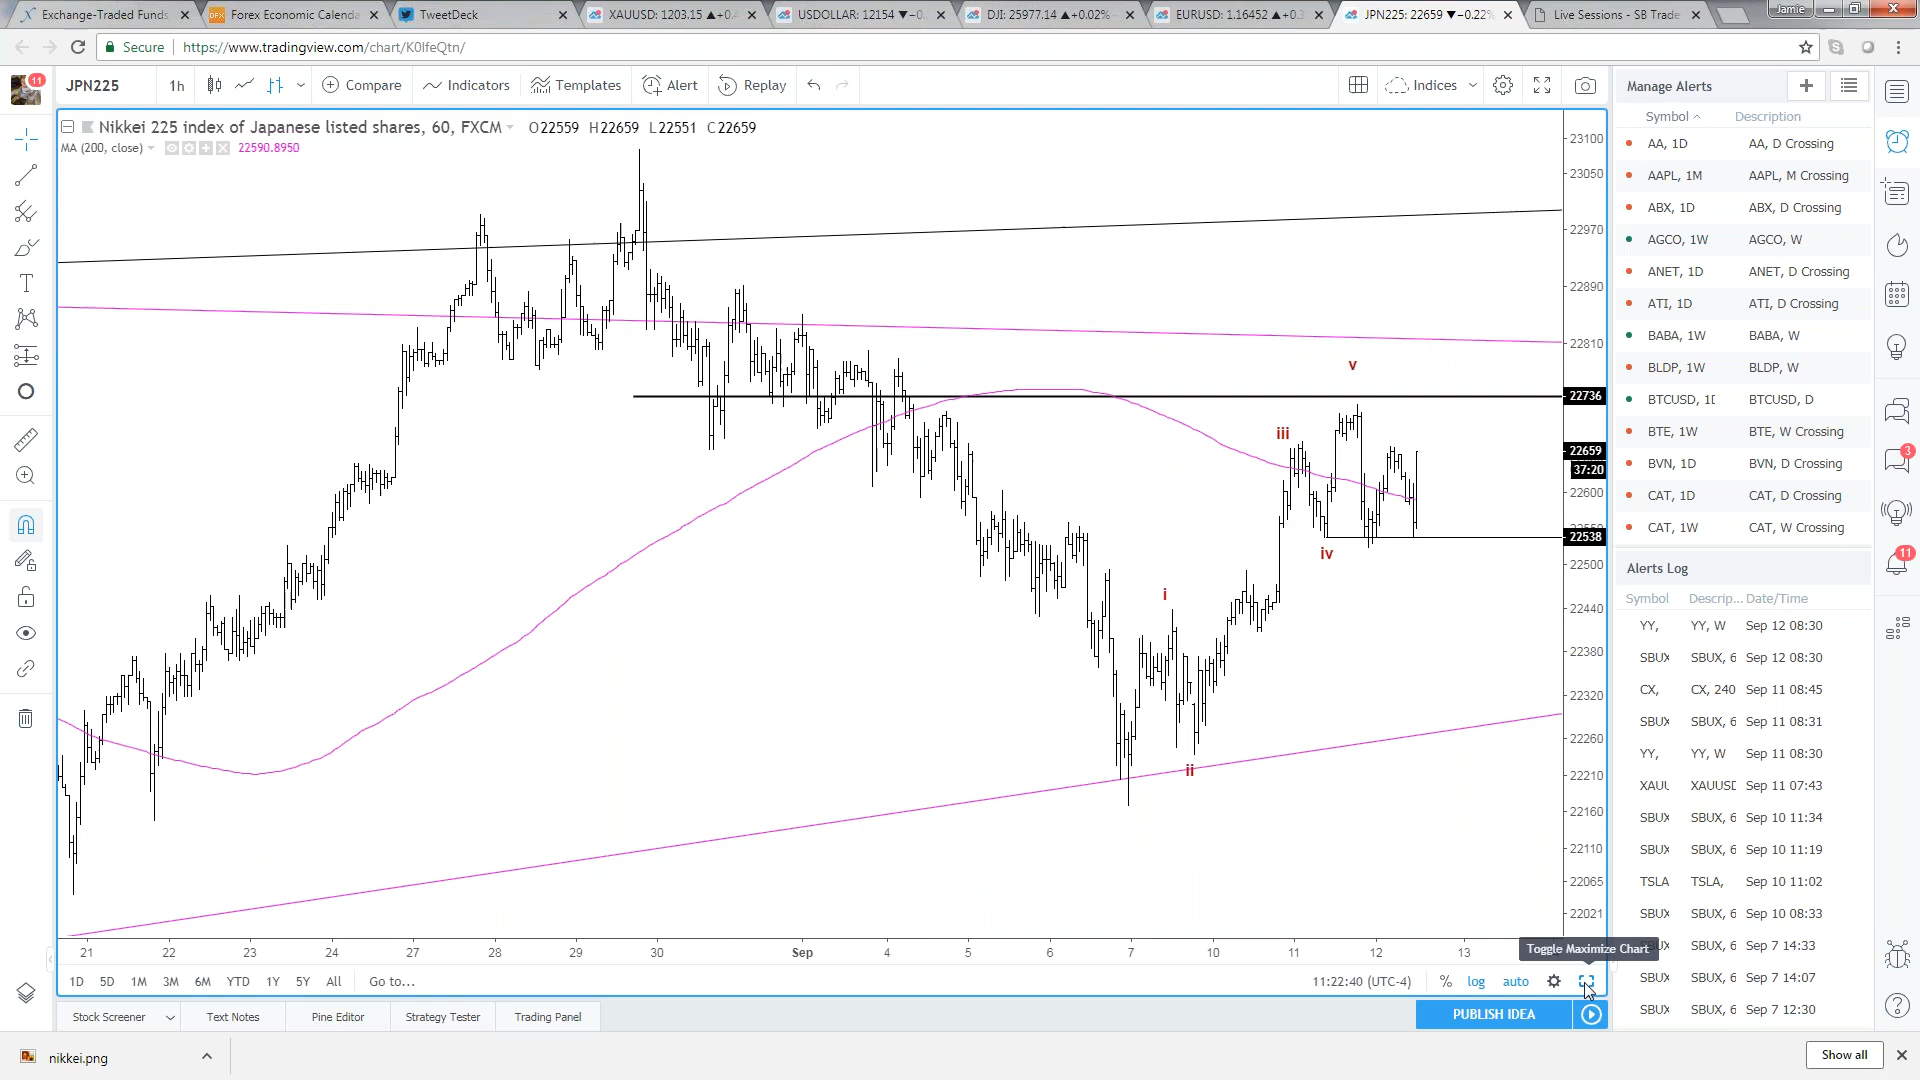 Exchange-Traded Funds
Forex Economic Calenda
TweetDeck
XAUUSD: 1203.15 ▲+0.4
USDOLLAR: 12154 ▼−0.
DJI: 25977.14 ▲+0.02%
EURUSD: 1.16452 ▲+0.3
JPN225: 22659 ▼−0.22%
Live Sessions - SB Trade
Jamie
Secure https://www.tradingview.com/chart/K0lfeQtn/
11
JPN225 1h Compare Indicators Templates Alert Replay Indices
Nikkei 225 index of Japanese listed shares, 60, FXCM O22559 H22659 L22551 C22659
MA (200, close) 22590.8950
23100
23050
22970
22890
22810
22736
22659
37:20
22600
22538
22500
22440
22380
22320
22260
22210
22160
22110
22065
22021
v
iii
iv
i
ii
21 22 23 24 27 28 29 30 Sep 4 5 6 7 10 11 12 13
Toggle Maximize Chart
1D 5D 1M 3M 6M YTD 1Y 5Y All Go to... 11:22:40 (UTC-4) % log auto
Stock Screener Text Notes Pine Editor Strategy Tester Trading Panel PUBLISH IDEA
Manage Alerts
Symbol Description
AA, 1D AA, D Crossing
AAPL, 1M AAPL, M Crossing
ABX, 1D ABX, D Crossing
AGCO, 1W AGCO, W
ANET, 1D ANET, D Crossing
ATI, 1D ATI, D Crossing
BABA, 1W BABA, W
BLDP, 1W BLDP, W
BTCUSD, 1D BTCUSD, D
BTE, 1W BTE, W Crossing
BVN, 1D BVN, D Crossing
CAT, 1D CAT, D Crossing
CAT, 1W CAT, W Crossing
Alerts Log
Symbol Descrip... Date/Time
YY, YY, W Sep 12 08:30
SBUX SBUX, 6 Sep 12 08:30
CX, CX, 240 Sep 11 08:45
SBUX SBUX, 6 Sep 11 08:31
YY, YY, W Sep 11 08:30
XAUU XAUUSD Sep 11 07:43
SBUX SBUX, 6 Sep 10 11:34
SBUX SBUX, 6 Sep 10 11:19
TSLA TSLA, Sep 10 11:02
SBUX SBUX, 6 Sep 10 08:33
SBUX, 6 Sep 7 14:33
SBUX SBUX, 6 Sep 7 14:07
SBUX SBUX, 6 Sep 7 12:30
3
11
nikkei.png
Show all